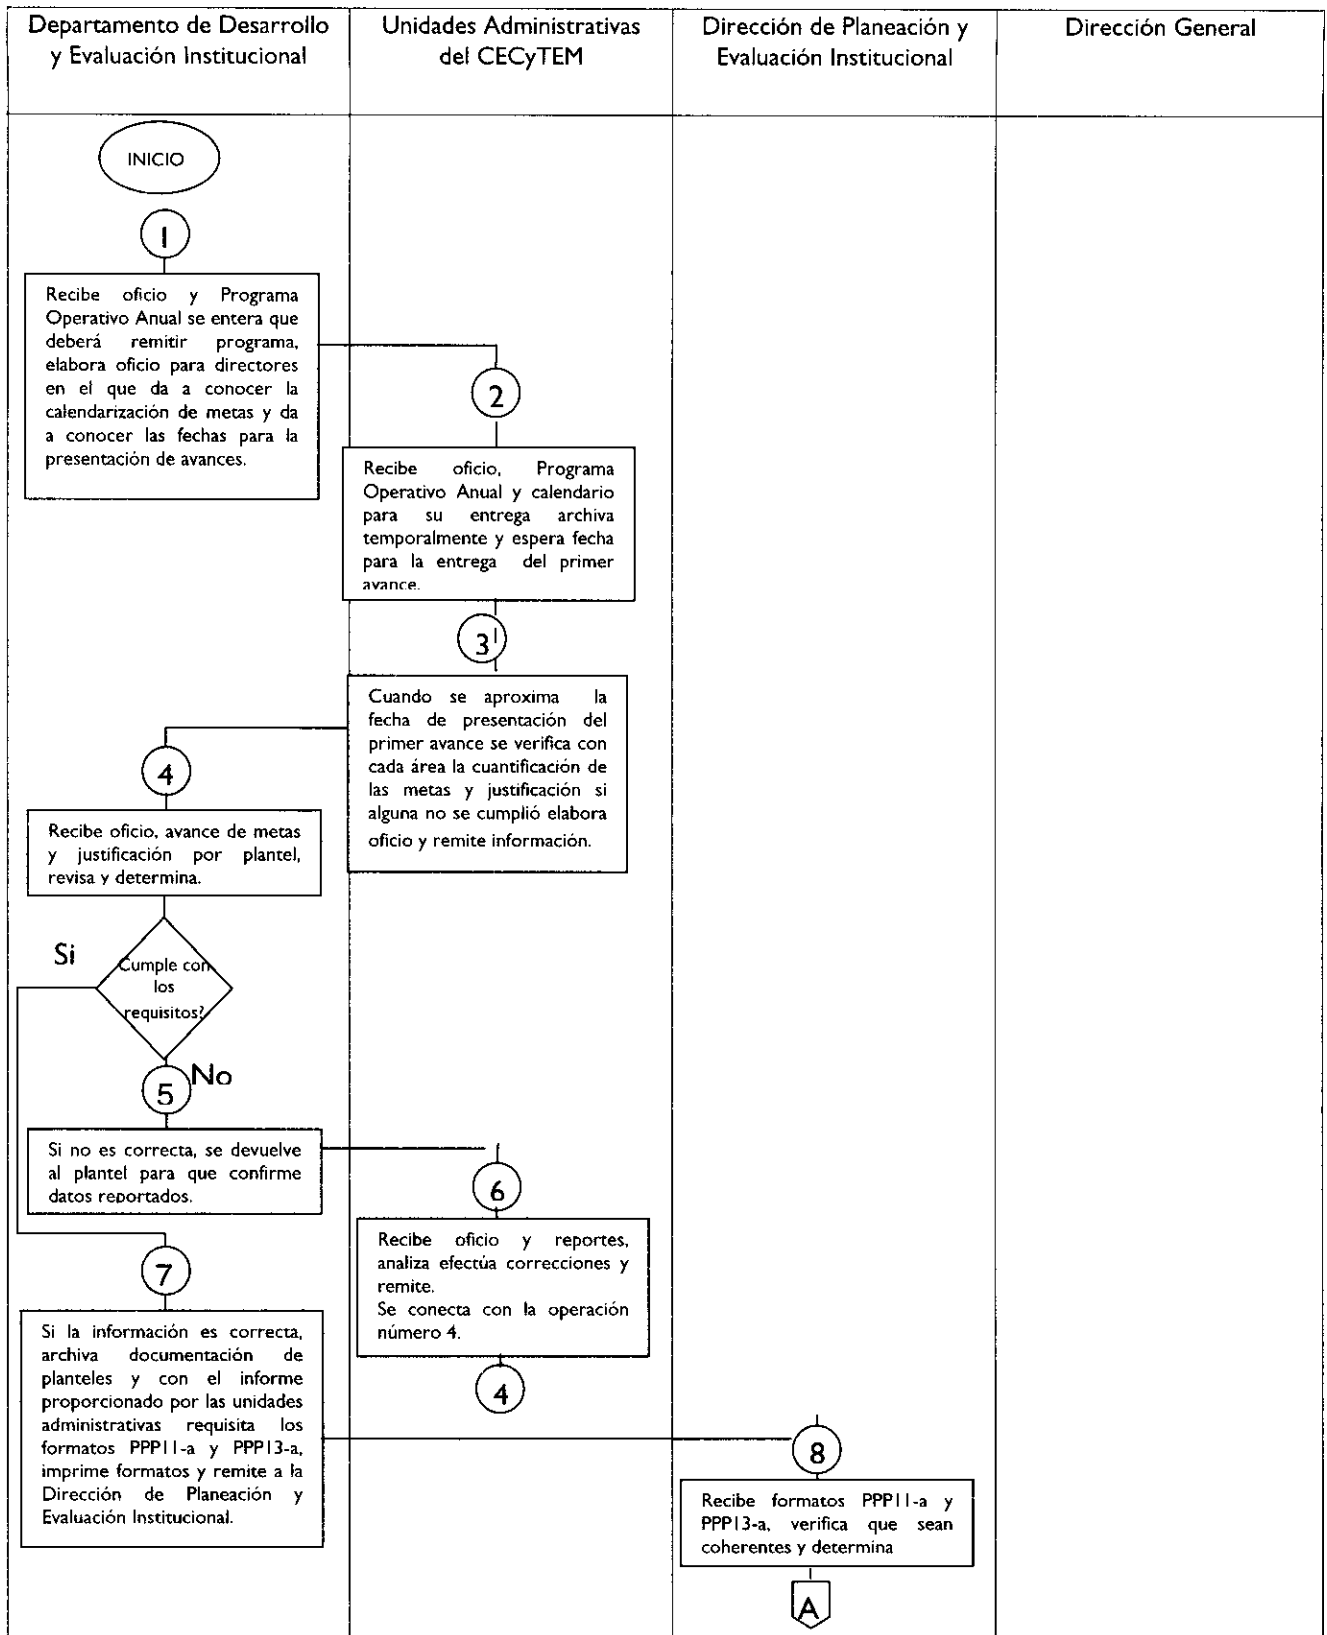 Departamento de Desarrollo
y Evaluación Institucional
Unidades Administrativas
del CECyTEM
Dirección de Planeación y
Evaluación Institucional
Dirección General
INICIO
1
Recibe oficio y Programa
Operativo Anual se entera que
deberá remitir programa,
elabora oficio para directores
en el que da a conocer la
calendarización de metas y da
a conocer las fechas para la
presentación de avances.
2
Recibe oficio, Programa
Operativo Anual y calendario
para su entrega archiva
temporalmente y espera fecha
para la entrega del primer
avance.
3
Cuando se aproxima la
fecha de presentación del
primer avance se verifica con
cada área la cuantificación de
las metas y justificación si
alguna no se cumplió elabora
oficio y remite información.
4
Recibe oficio, avance de metas
y justificación por plantel,
revisa y determina.
Si
Cumple con
los
requisitos?
No
5
Si no es correcta, se devuelve
al plantel para que confirme
datos reportados.
6
Recibe oficio y reportes,
analiza efectúa correcciones y
remite.
Se conecta con la operación
número 4.
4
7
Si la información es correcta,
archiva documentación de
planteles y con el informe
proporcionado por las unidades
administrativas requisita los
formatos PPP11-a y PPP13-a,
imprime formatos y remite a la
Dirección de Planeación y
Evaluación Institucional.
8
Recibe formatos PPP11-a y
PPP13-a, verifica que sean
coherentes y determina
A